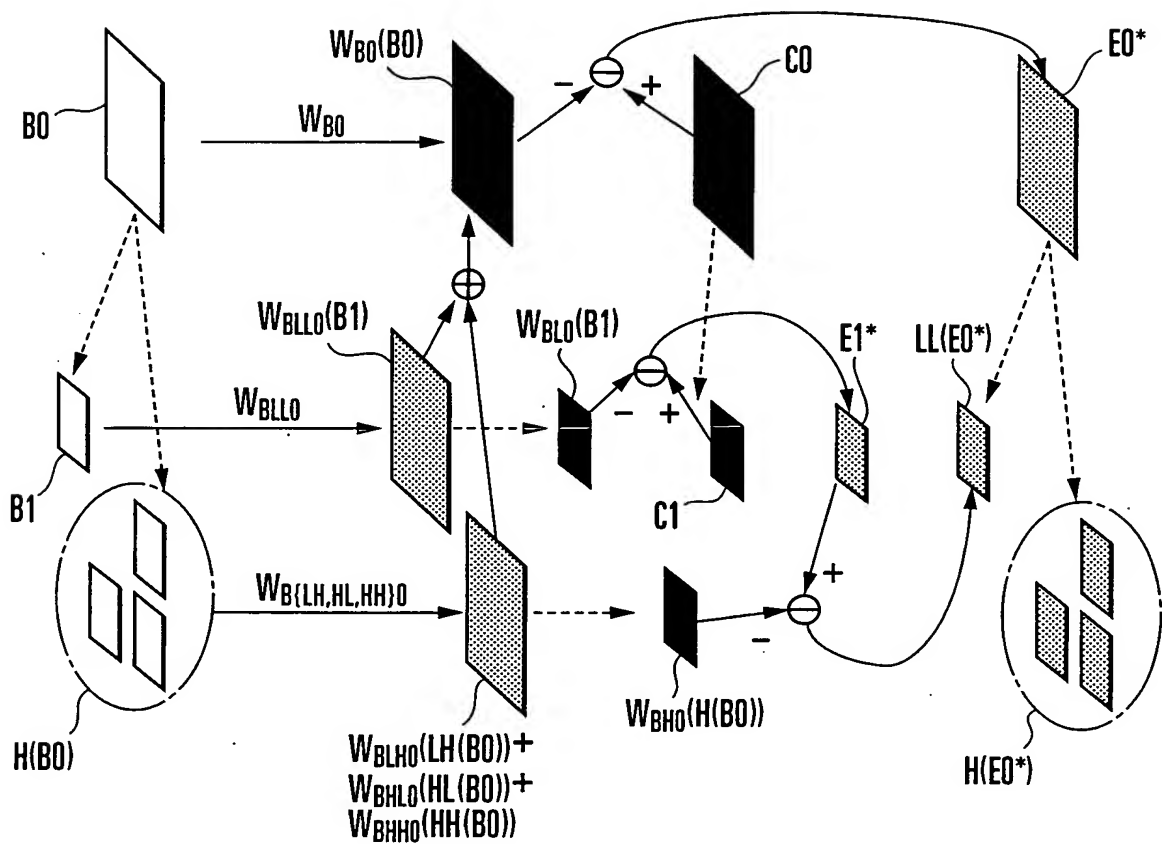 W_B0(B0)
C0
E0*
B0
W_B0
−
+
W_BLL0(B1)
W_BL0(B1)
E1*
LL(E0*)
W_BLL0
−
+
B1
C1
W_B{LH,HL,HH}0
+
−
W_BH0(H(B0))
H(B0)
W_BLH0(LH(B0))+
W_BHL0(HL(B0))+
W_BHH0(HH(B0))
H(E0*)